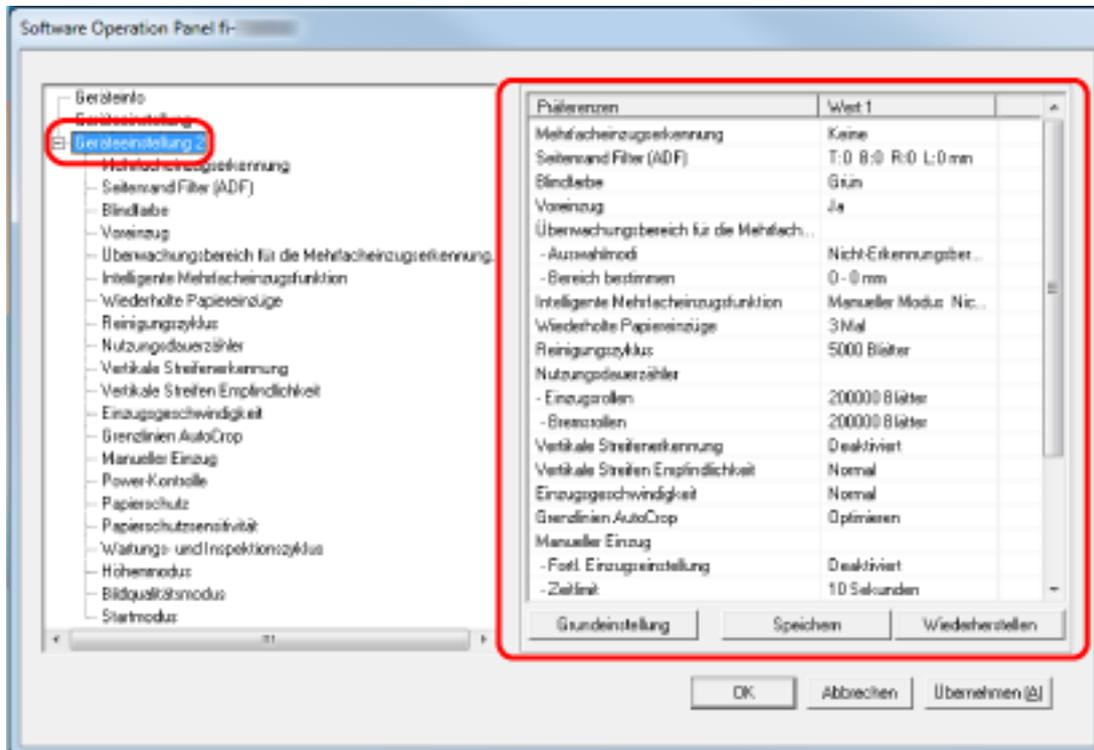 Software Operation Panel fi-
Geräteinfo
Geräteeinstellung
Geräteeinstellung 2
Mehrfacheinzugserkennung
Seitenrand Filter (ADF)
Blindfarbe
Voreinzug
Überwachungsbereich für die Mehrfacheinzugserkennung.
Intelligente Mehrfacheinzugsfunktion
Wiederholte Papiereinzüge
Reinigungszyklus
Nutzungsdauerzähler
Vertikale Streifenerkennung
Vertikale Streifen Empfindlichkeit
Einzugsgeschwindigkeit
Grenzlinien AutoCrop
Manueller Einzug
Power-Kontrolle
Papierschutz
Papierschutzsensitivität
Wartungs- und Inspektionszyklus
Höhenmodus
Bildqualitätsmodus
Startmodus
Präferenzen Wert 1
Mehrfacheinzugserkennung Keine
Seitenrand Filter (ADF) T:0 B:0 R:0 L:0 mm
Blindfarbe Grün
Voreinzug Ja
Überwachungsbereich für die Mehrfach...
- Auswahlmodi Nicht-Erkennungsber...
- Bereich bestimmen 0 - 0 mm
Intelligente Mehrfacheinzugsfunktion Manueller Modus Nic...
Wiederholte Papiereinzüge 3 Mal
Reinigungszyklus 5000 Blätter
Nutzungsdauerzähler
- Einzugsrollen 200000 Blätter
- Bremsrollen 200000 Blätter
Vertikale Streifenerkennung Deaktiviert
Vertikale Streifen Empfindlichkeit Normal
Einzugsgeschwindigkeit Normal
Grenzlinien AutoCrop Optimieren
Manueller Einzug
- Fortl. Einzugseinstellung Deaktiviert
- Zeitlimit 10 Sekunden
Grundeinstellung Speichern Wiederherstellen
OK Abbrechen Übernehmen (A)